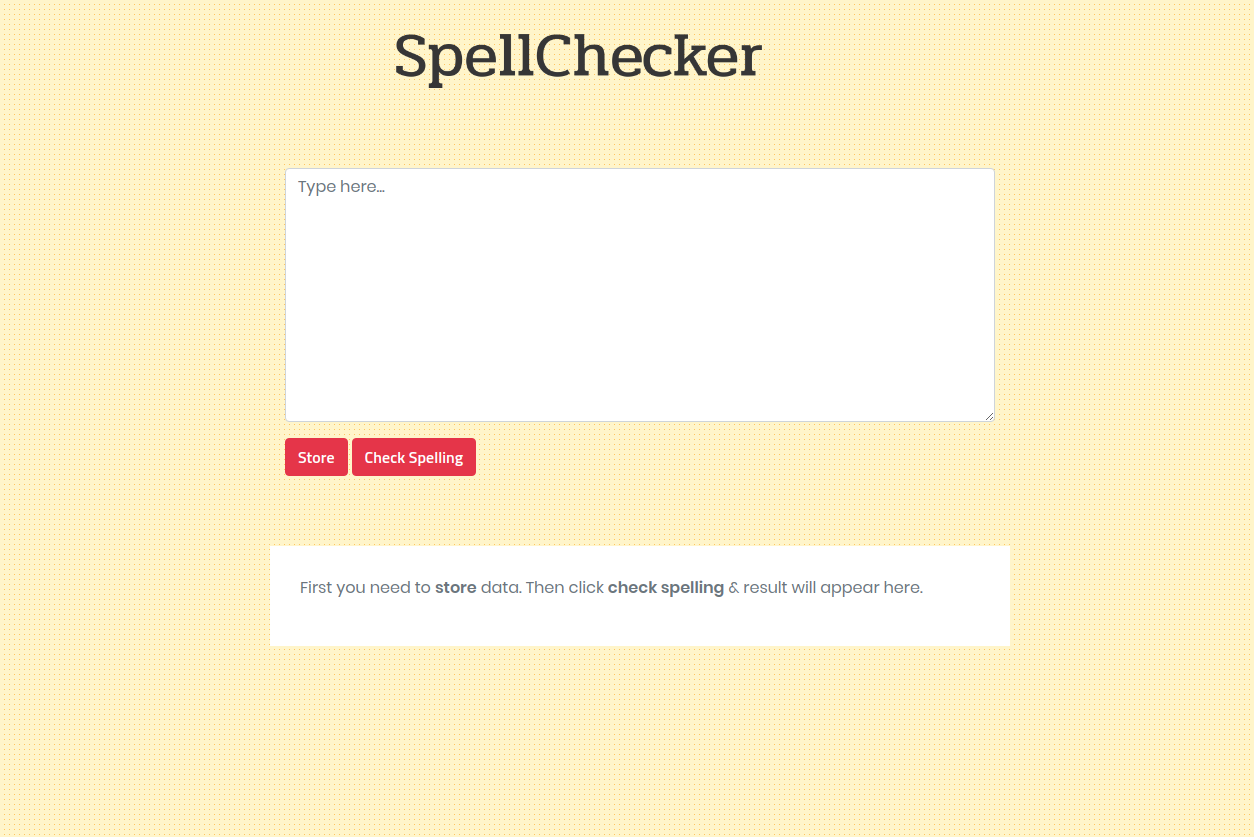 SpellChecker
Type here...
Store
Check Spelling
First you need to store data. Then click check spelling & result will appear here.